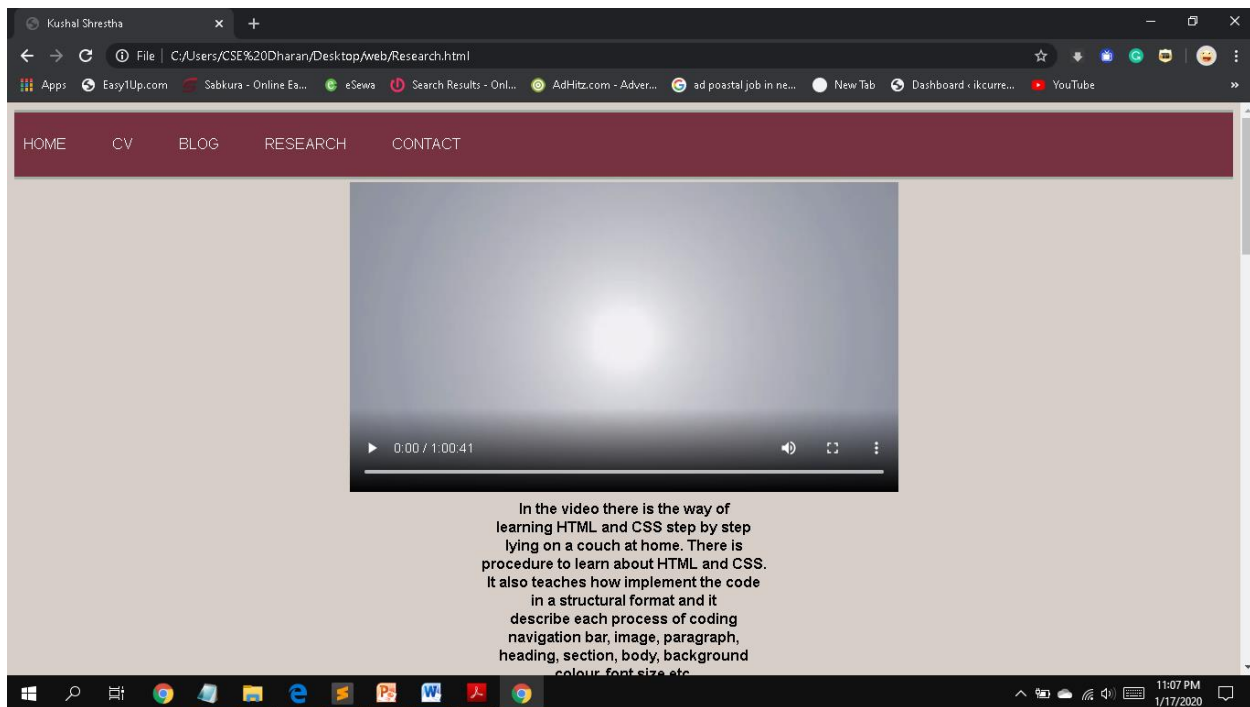 Kushal Shrestha
File | C:/Users/CSE%20Dharan/Desktop/web/Research.html
Apps Easy1Up.com Sabkura - Online Ea... eSewa Search Results - Onl... AdHitz.com - Adver... ad poastal job in ne... New Tab Dashboard ‹ ikcurre... YouTube »
HOME CV BLOG RESEARCH CONTACT
0:00 / 1:00:41
In the video there is the way of
learning HTML and CSS step by step
lying on a couch at home. There is
procedure to learn about HTML and CSS.
It also teaches how implement the code
in a structural format and it
describe each process of coding
navigation bar, image, paragraph,
heading, section, body, background
colour, font size etc
11:07 PM
1/17/2020